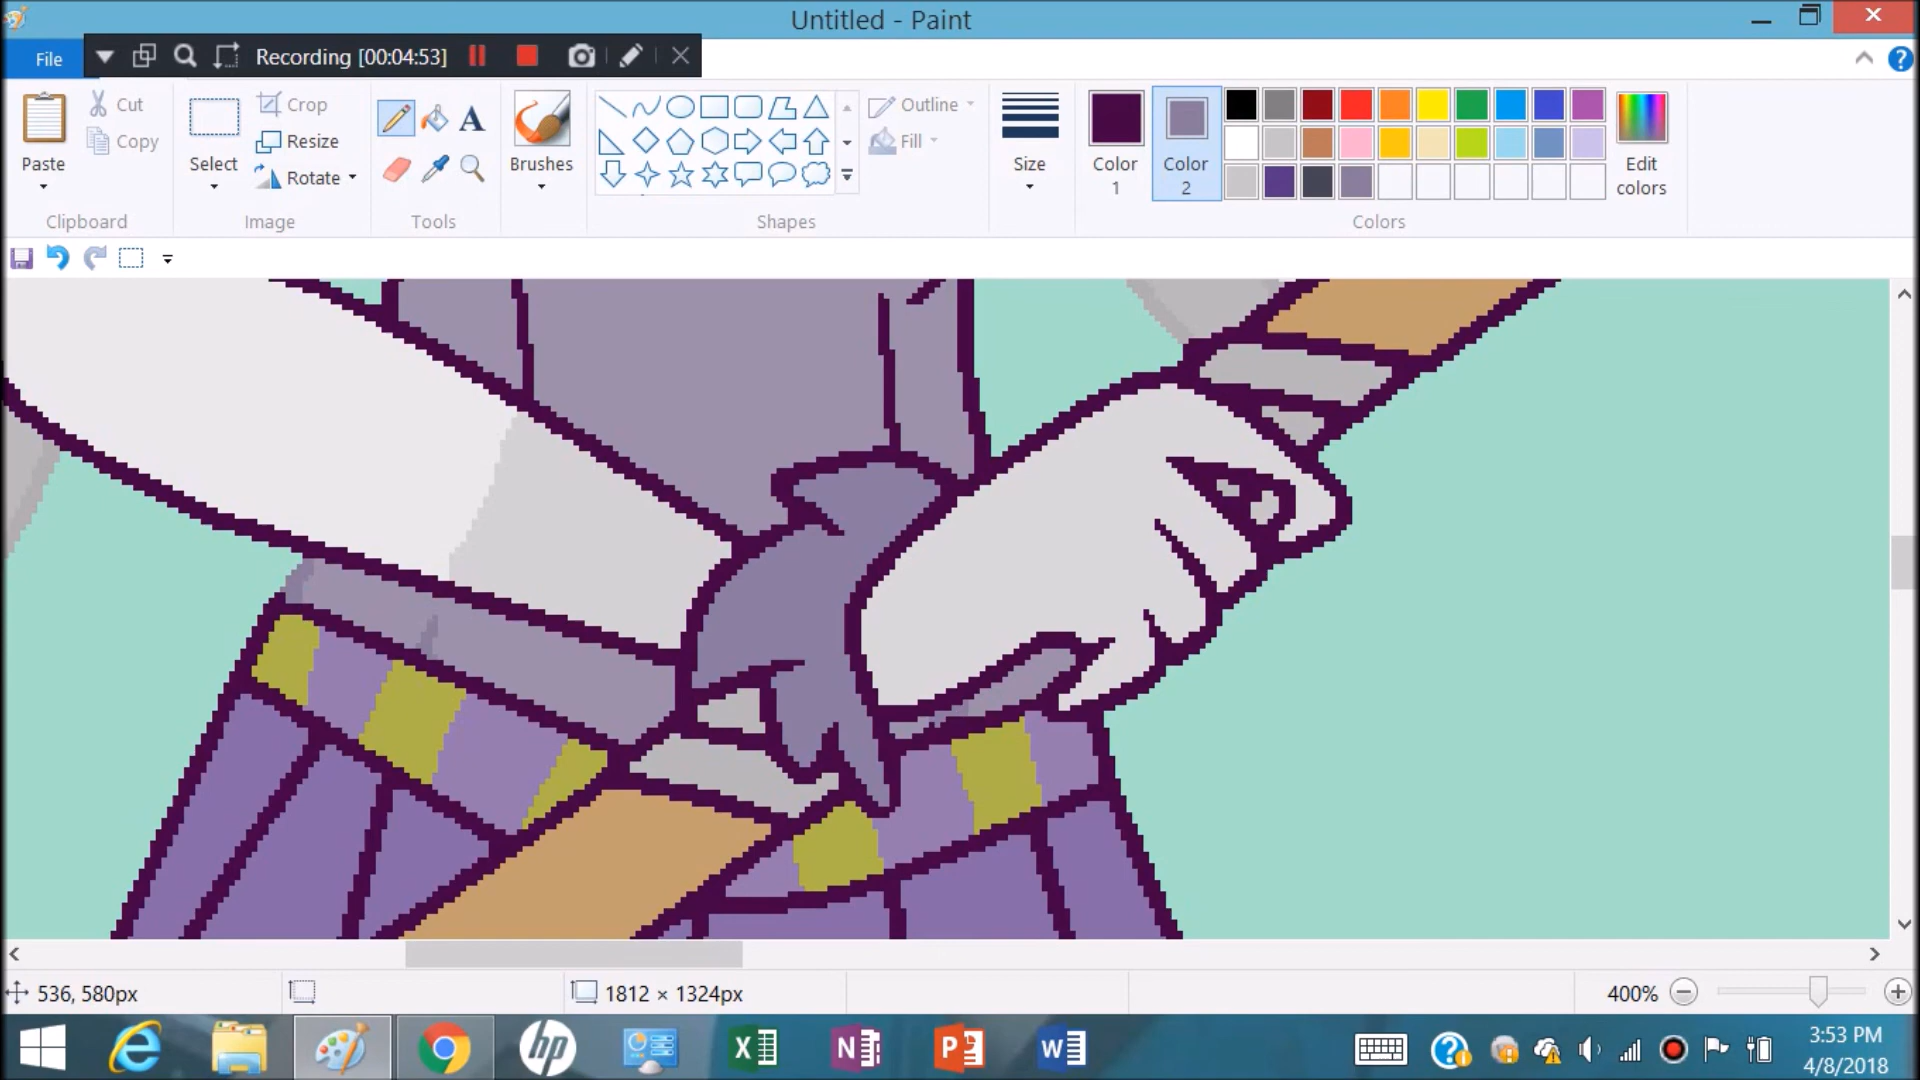 Untitled - Paint
File
Recording [00:04:53]
Paste
Cut
Copy
Clipboard
Select
Crop
Resize
Rotate
Image
A
Tools
Brushes
Outline
Fill
Shapes
Size
Color 1
Color 2
Edit colors
Colors
536, 580px
1812 × 1324px
400%
hp
X
N
P
W
3:53 PM
4/8/2018